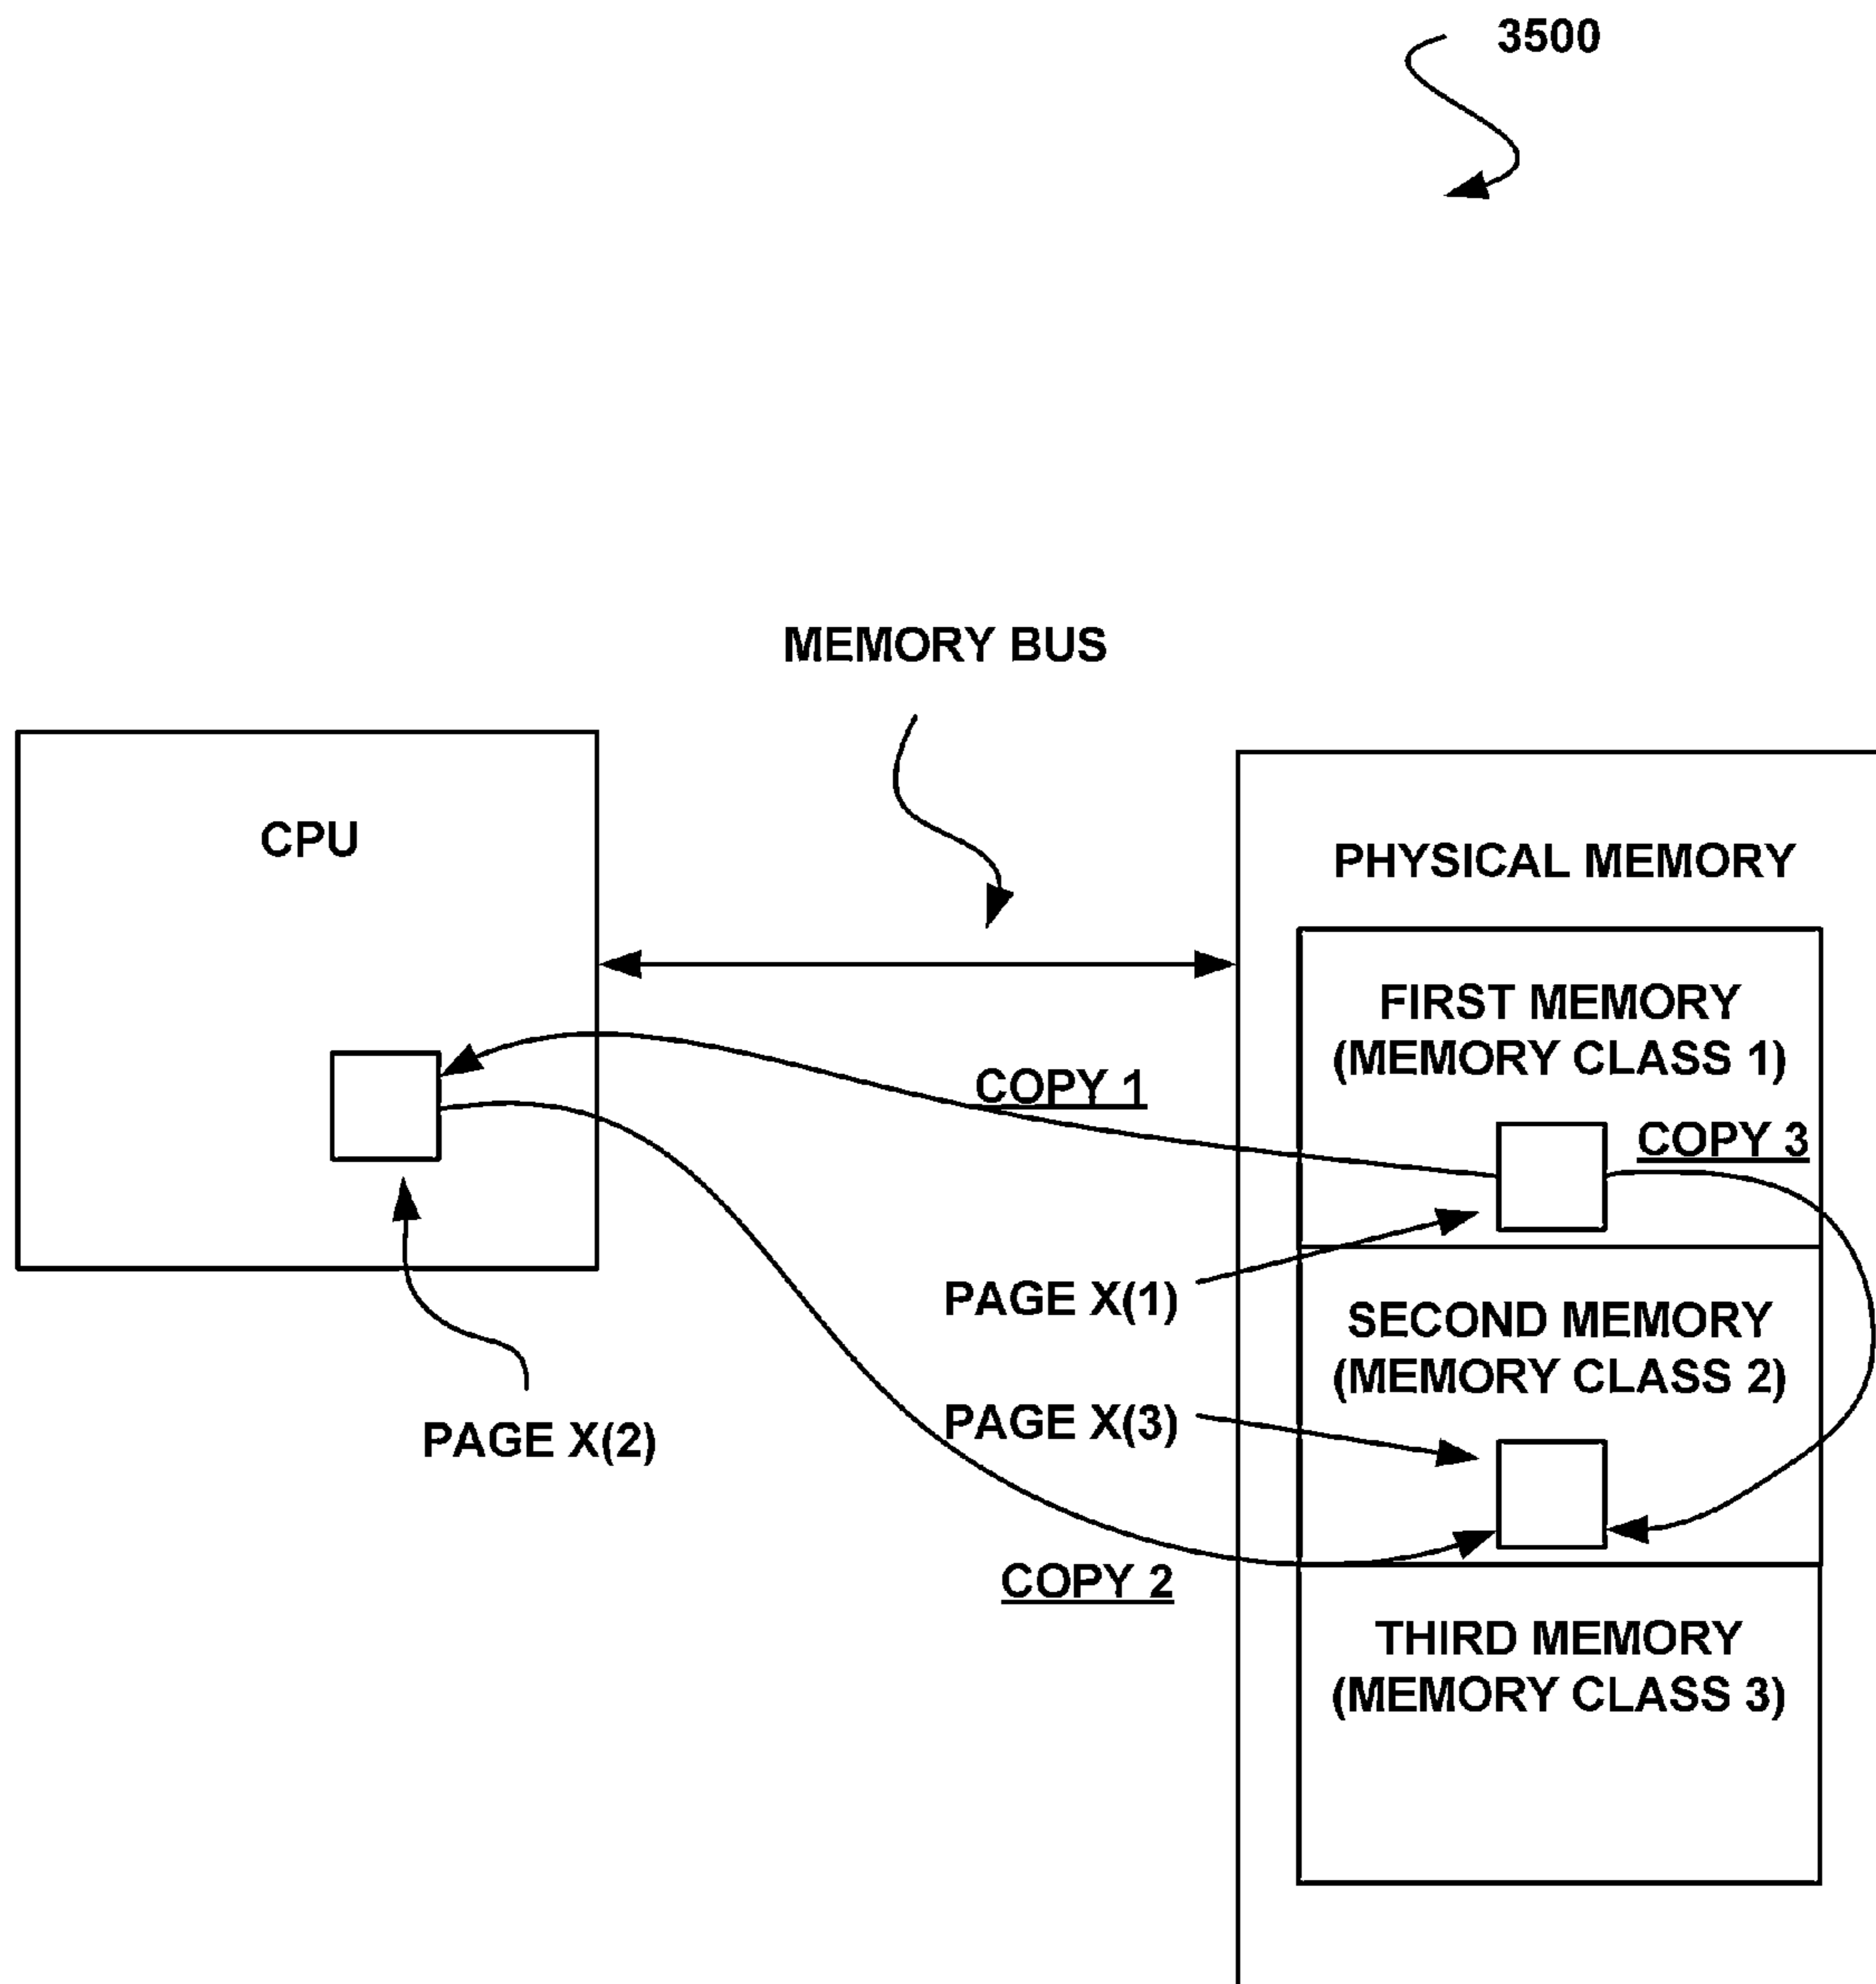 3500
MEMORY BUS
CPU
PHYSICAL MEMORY
FIRST MEMORY
(MEMORY CLASS 1)
COPY 1
COPY 3
PAGE X(1)
SECOND MEMORY
(MEMORY CLASS 2)
PAGE X(3)
PAGE X(2)
COPY 2
THIRD MEMORY
(MEMORY CLASS 3)